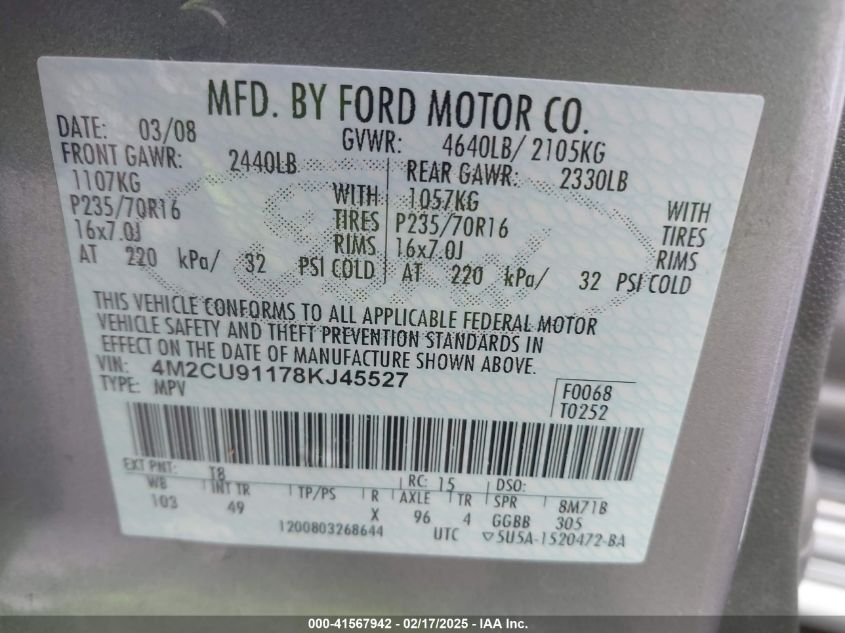 MFD. BY FORD MOTOR CO.
DATE: 03/08 GVWR: 4640LB/ 2105KG
FRONT GAWR: 2440LB REAR GAWR: 2330LB
1107KG WITH 1057KG WITH
P235/70R16 TIRES P235/70R16 TIRES
16x7.0J RIMS 16x7.0J RIMS
AT 220 kPa/ 32 PSI COLD AT 220 kPa/ 32 PSI COLD
THIS VEHICLE CONFORMS TO ALL APPLICABLE FEDERAL MOTOR
VEHICLE SAFETY AND THEFT PREVENTION STANDARDS IN
EFFECT ON THE DATE OF MANUFACTURE SHOWN ABOVE.
VIN: 4M2CU91178KJ45527
TYPE: MPV
F0068
T0252
EXT PNT: T8 RC: 15 DSO:
WB INT TR TP/PS R AXLE TR SPR 8M71B
103 49 X 96 4 GGBB 305
1200803268644 UTC ▽5U5A-1520472-BA
000-41567942 - 02/17/2025 - IAA Inc.